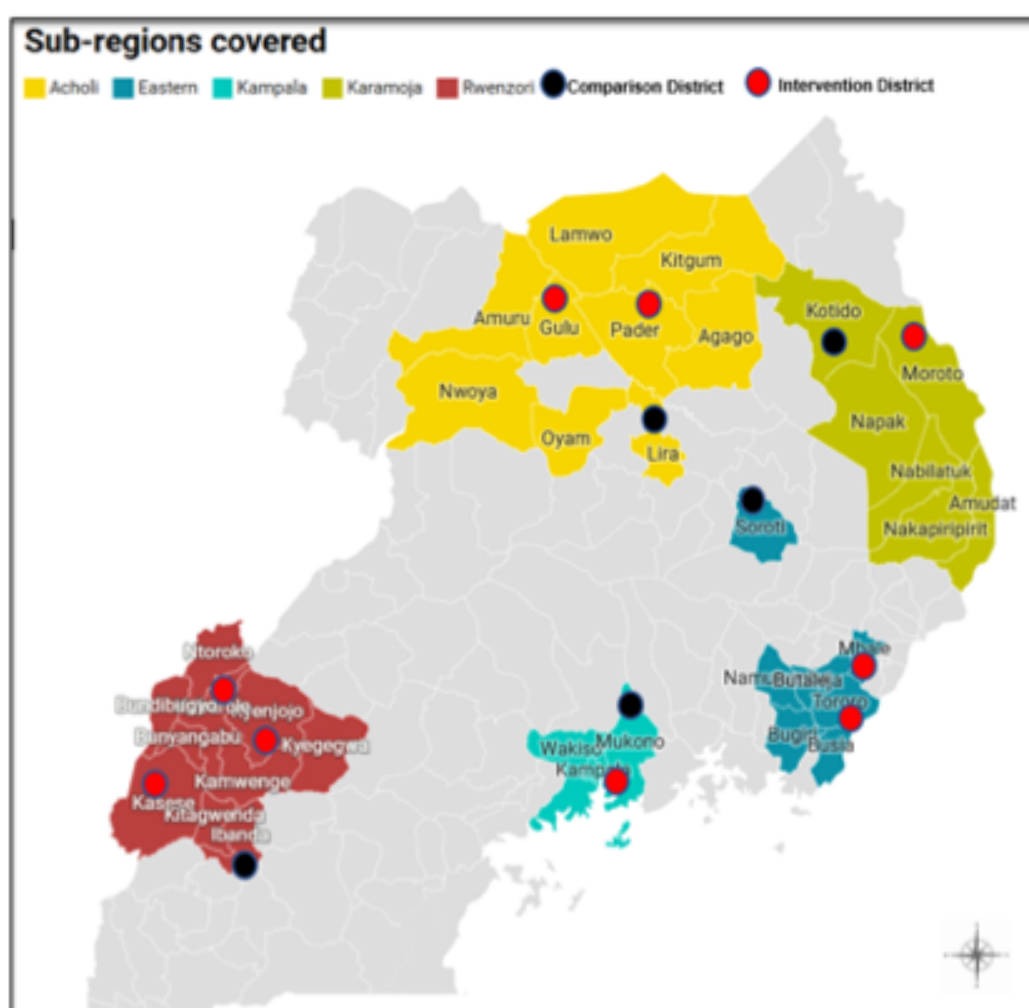 Sub-regions covered
Acholi Eastern Kampala Karamoja Rwenzori Comparison District Intervention District
Lamwo
Kitgum
Kotido
Amuru
Gulu
Pader
Agago
Moroto
Nwoya
Napak
Oyam
Lira
Nabilatuk
Amudat
Soroti
Nakapiripirit
Ntoroko
Mbale
Butaleja
Tororo
Kyenjojo
Bunyangabu
Kyegegwa
Wakiso
Mukono
Bugiri
Busia
Kampala
Kamwenge
Kasese
Kitagwenda
Ibanda